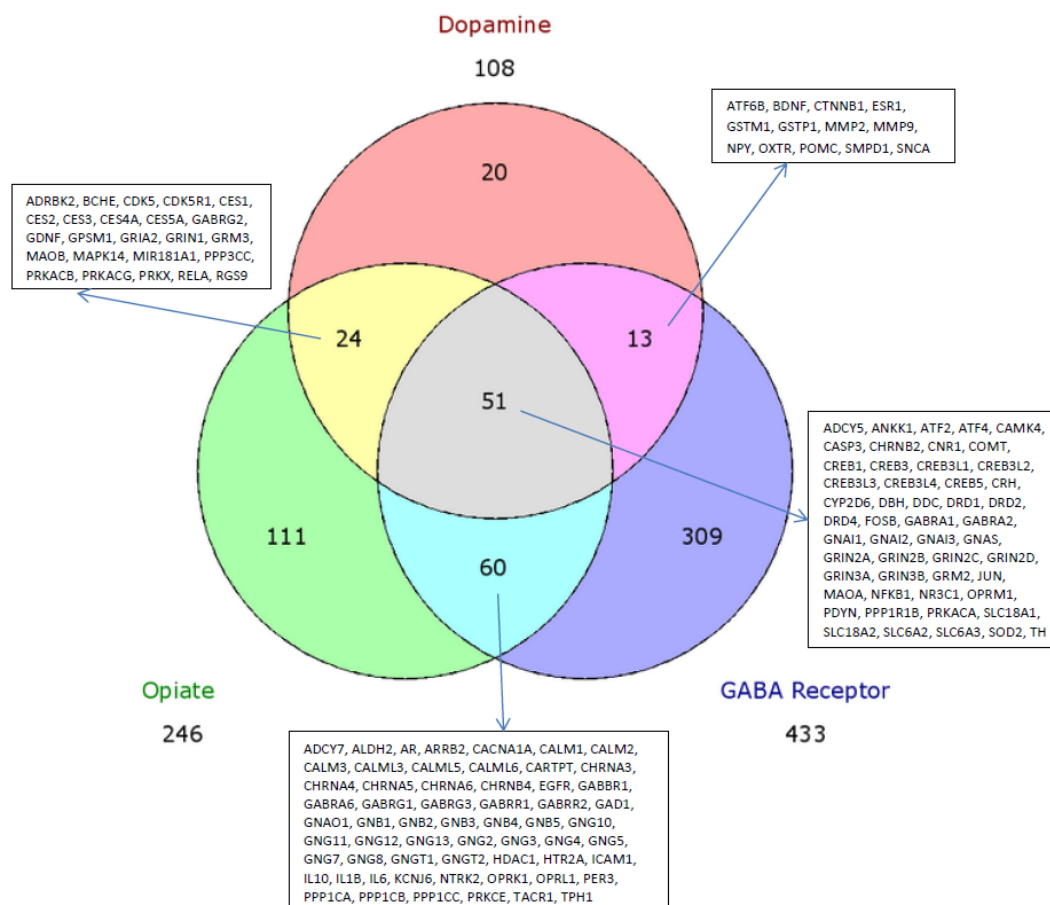 Dopamine
108
ATF6B, BDNF, CTNNB1, ESR1,
GSTM1, GSTP1, MMP2, MMP9,
NPY, OXTR, POMC, SMPD1, SNCA
20
ADRBK2, BCHE, CDK5, CDK5R1, CES1,
CES2, CES3, CES4A, CES5A, GABRG2,
GDNF, GPSM1, GRIA2, GRIN1, GRM3,
MAOB, MAPK14, MIR181A1, PPP3CC,
PRKACB, PRKACG, PRKX, RELA, RGS9
24
13
51
ADCY5, ANKK1, ATF2, ATF4, CAMK4,
CASP3, CHRNB2, CNR1, COMT,
CREB1, CREB3, CREB3L1, CREB3L2,
CREB3L3, CREB3L4, CREB5, CRH,
CYP2D6, DBH, DDC, DRD1, DRD2,
DRD4, FOSB, GABRA1, GABRA2,
GNAI1, GNAI2, GNAI3, GNAS,
GRIN2A, GRIN2B, GRIN2C, GRIN2D,
GRIN3A, GRIN3B, GRM2, JUN,
MAOA, NFKB1, NR3C1, OPRM1,
PDYN, PPP1R1B, PRKACA, SLC18A1,
SLC18A2, SLC6A2, SLC6A3, SOD2, TH
111
60
309
Opiate
246
GABA Receptor
433
ADCY7, ALDH2, AR, ARRB2, CACNA1A, CALM1, CALM2,
CALM3, CALML3, CALML5, CALML6, CARTPT, CHRNA3,
CHRNA4, CHRNA5, CHRNA6, CHRNB4, EGFR, GABBR1,
GABRA6, GABRG1, GABRG3, GABRR1, GABRR2, GAD1,
GNAO1, GNB1, GNB2, GNB3, GNB4, GNB5, GNG10,
GNG11, GNG12, GNG13, GNG2, GNG3, GNG4, GNG5,
GNG7, GNG8, GNGT1, GNGT2, HDAC1, HTR2A, ICAM1,
IL10, IL1B, IL6, KCNJ6, NTRK2, OPRK1, OPRL1, PER3,
PPP1CA, PPP1CB, PPP1CC, PRKCE, TACR1, TPH1